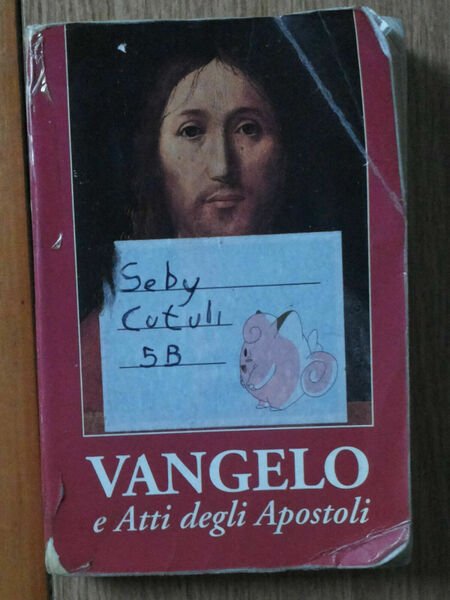 Seby
Cutuli
5B
VANGELO
e Atti degli Apostoli